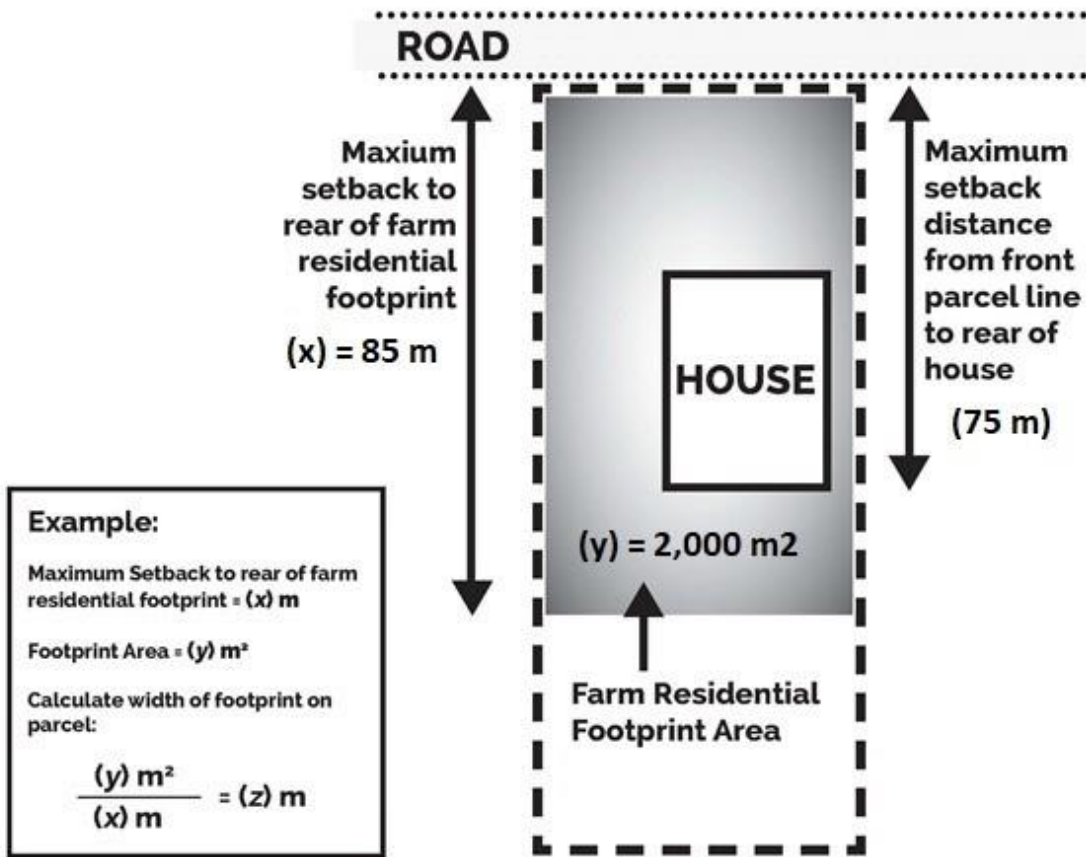 ROAD
Maxium
setback to
rear of farm
residential
footprint
(x) = 85 m
Maximum
setback
distance
from front
parcel line
to rear of
house
(75 m)
HOUSE
(y) = 2,000 m2
Farm Residential
Footprint Area
Example:
Maximum Setback to rear of farm
residential footprint = (x) m
Footprint Area = (y) m²
Calculate width of footprint on
parcel:
(y) m²
(x) m
= (z) m